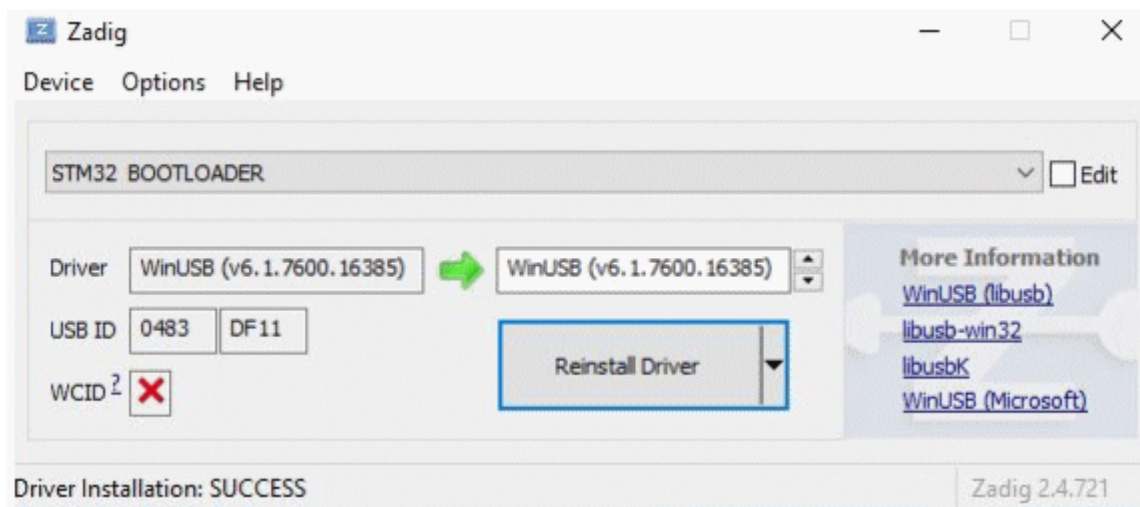 Zadig
Device Options Help
STM32 BOOTLOADER
Edit
Driver WinUSB (v6.1.7600.16385) WinUSB (v6.1.7600.16385)
USB ID 0483 DF11
WCID ?
Reinstall Driver
More Information
WinUSB (libusb)
libusb-win32
libusbK
WinUSB (Microsoft)
Driver Installation: SUCCESS
Zadig 2.4.721